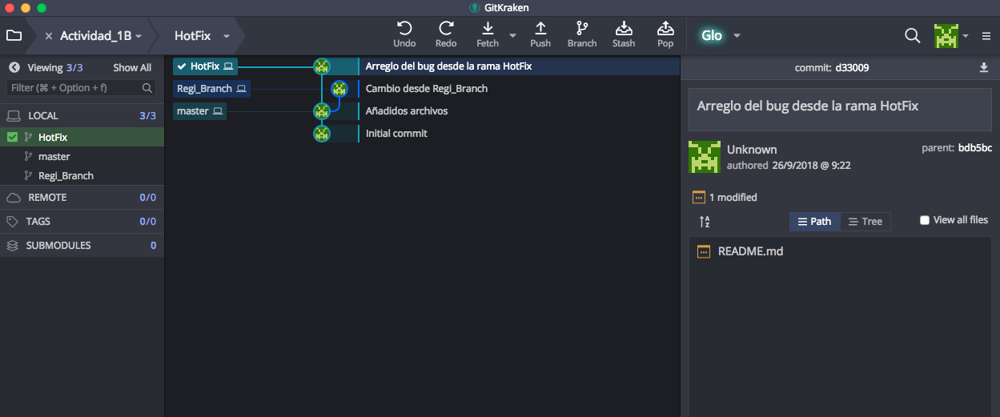 GitKraken
Actividad_1B
HotFix
Undo
Redo
Fetch
Push
Branch
Stash
Pop
Glo
Viewing 3/3
Show All
Filter (⌘ + Option + f)
LOCAL 3/3
HotFix
master
Regi_Branch
REMOTE 0/0
TAGS 0/0
SUBMODULES 0
HotFix
Arreglo del bug desde la rama HotFix
Regi_Branch
Cambio desde Regi_Branch
master
Añadidos archivos
Initial commit
commit: d33009
Arreglo del bug desde la rama HotFix
Unknown
parent: bdb5bc
authored 26/9/2018 @ 9:22
1 modified
A
Z
Path
Tree
View all files
README.md